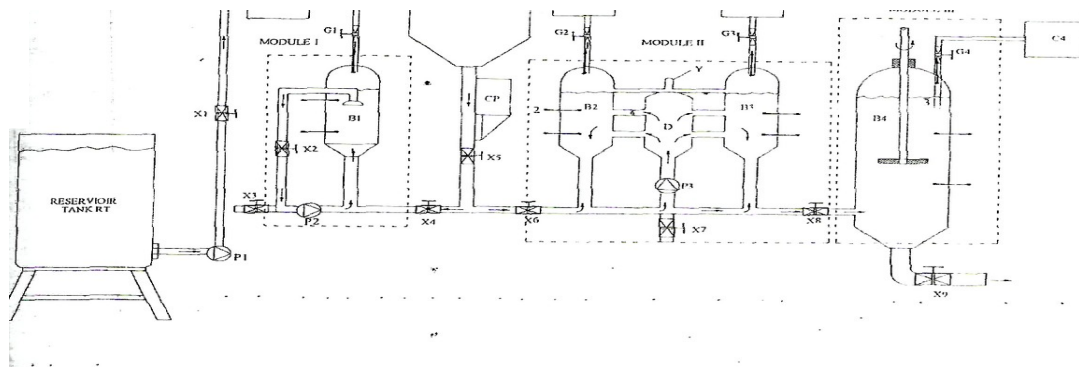 G1
G2
G3
C4
MODULE I
MODULE II
Y
G4
CP
2
B2
B3
3
X1
B1
D
B4
X2
X5
P3
RESERVIOIR
TANK RT
X3
P2
X4
X6
X7
X8
P1
X9